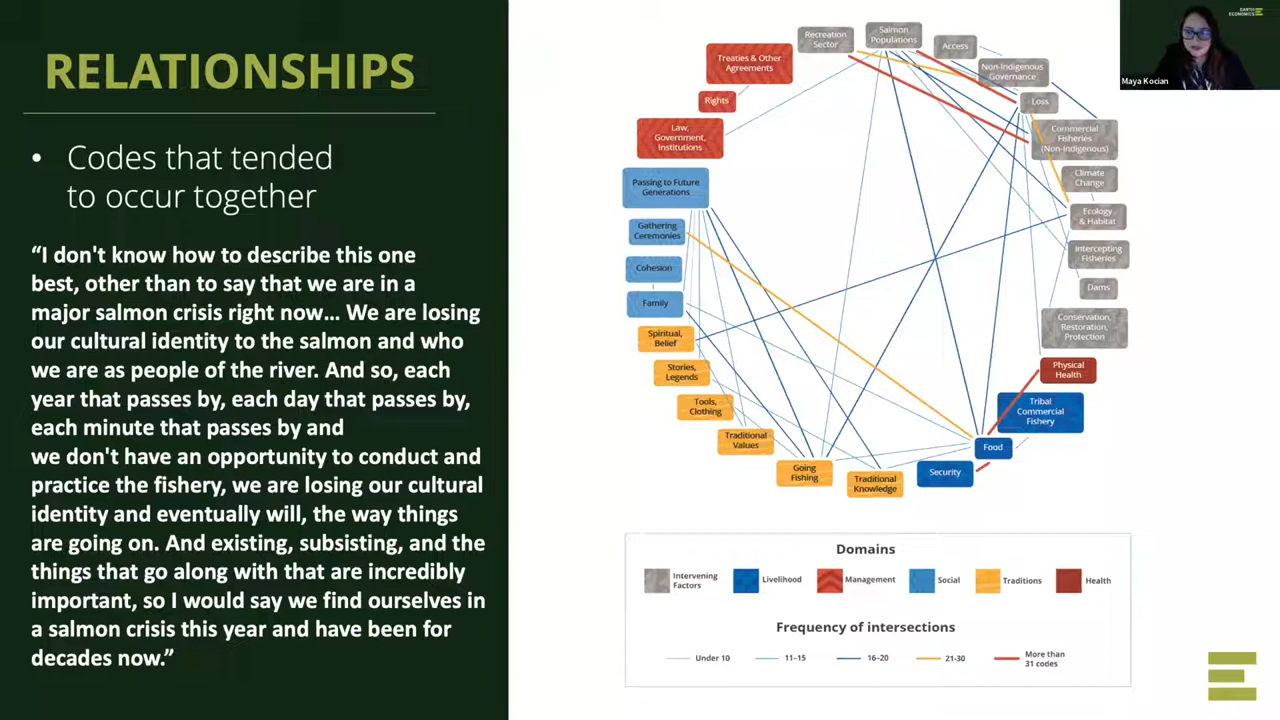 RELATIONSHIPS
• Codes that tended
to occur together
“I don't know how to describe this one
best, other than to say that we are in a
major salmon crisis right now… We are losing
our cultural identity to the salmon and who
we are as people of the river. And so, each
year that passes by, each day that passes by,
each minute that passes by and
we don't have an opportunity to conduct and
practice the fishery, we are losing our cultural
identity and eventually will, the way things
are going on. And existing, subsisting, and the
things that go along with that are incredibly
important, so I would say we find ourselves in
a salmon crisis this year and have been for
decades now.”
Recreation
Sector
Salmon
Populations
Access
Non-Indigenous
Governance
Loss
Commercial
Fisheries
(Non-Indigenous)
Climate
Change
Ecology
& Habitat
Intercepting
Fisheries
Dams
Conservation,
Restoration,
Protection
Physical
Health
Tribal
Commercial
Fishery
Food
Security
Traditional
Knowledge
Going
Fishing
Traditional
Values
Tools,
Clothing
Stories,
Legends
Spiritual,
Belief
Family
Cohesion
Gathering
Ceremonies
Passing to Future
Generations
Law,
Government,
Institutions
Rights
Treaties & Other
Agreements
Domains
Intervening
Factors
Livelihood
Management
Social
Traditions
Health
Frequency of intersections
Under 10
11–15
16–20
21-30
More than
31 codes
EARTH
ECONOMICS
Maya Kocian